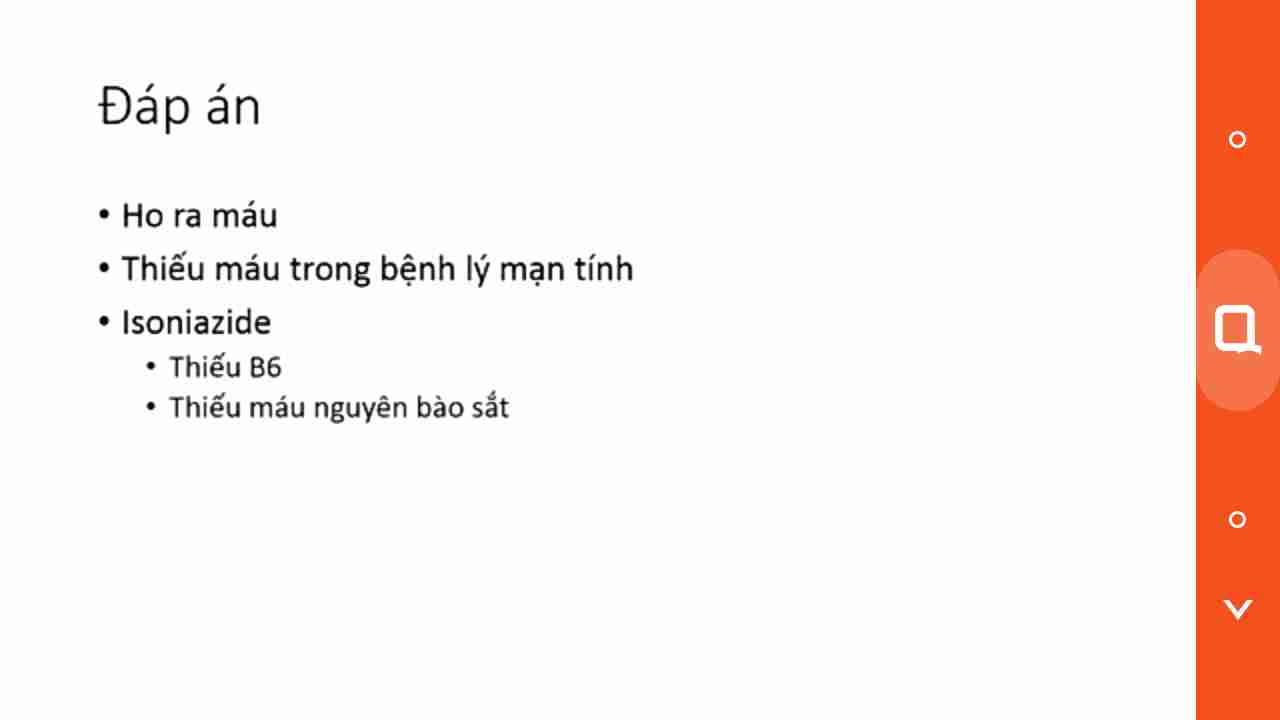 Đáp án
• Ho ra máu
• Thiếu máu trong bệnh lý mạn tính
• Isoniazide
• Thiếu B6
• Thiếu máu nguyên bào sắt